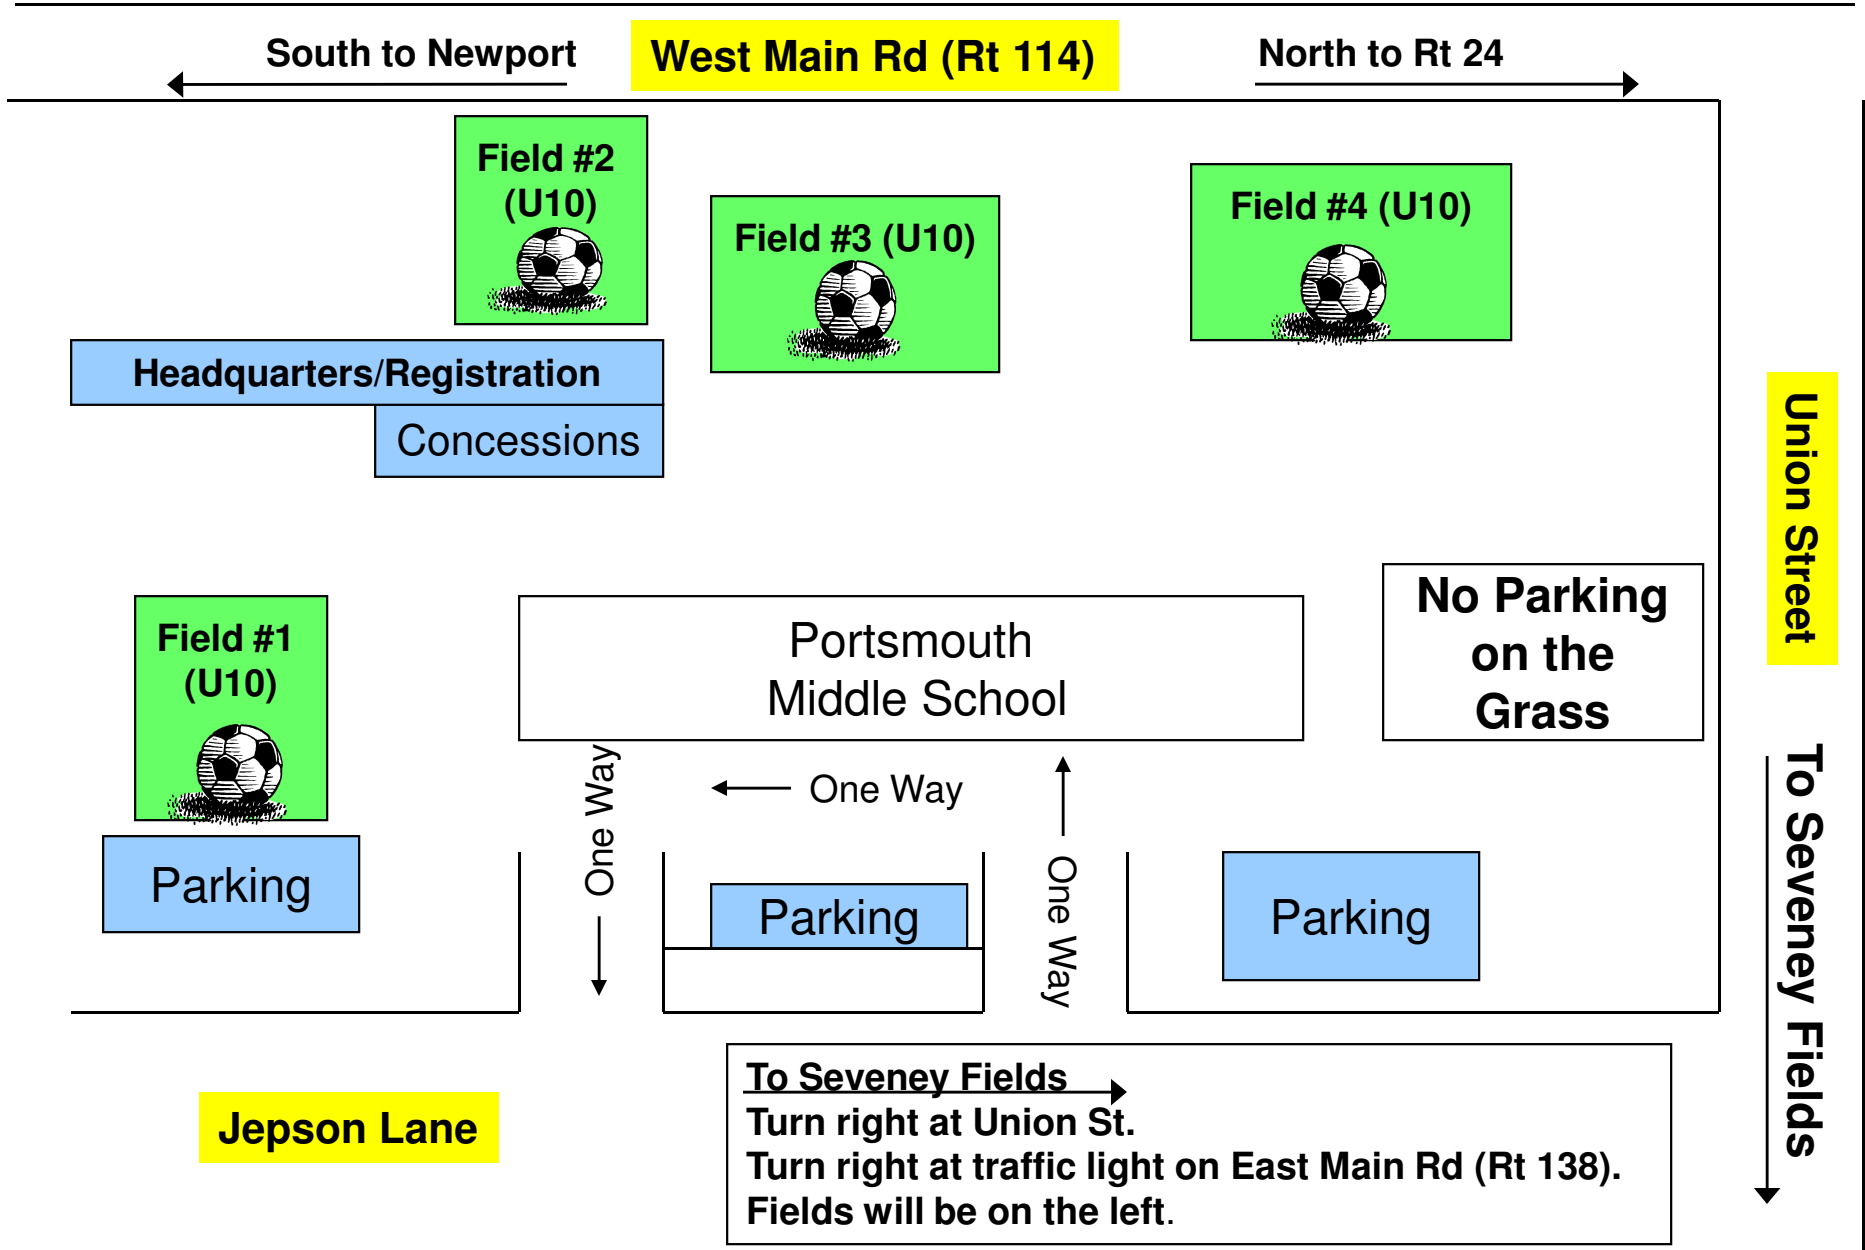 South to Newport
West Main Rd (Rt 114)
North to Rt 24
Field #2
(U10)
Field #3 (U10)
Field #4 (U10)
Headquarters/Registration
Concessions
Union Street
Field #1
(U10)
Portsmouth
Middle School
No Parking
on the
Grass
To Seveney Fields
One Way
One Way
One Way
Parking
Parking
Parking
Jepson Lane
To Seveney Fields
Turn right at Union St.
Turn right at traffic light on East Main Rd (Rt 138).
Fields will be on the left.